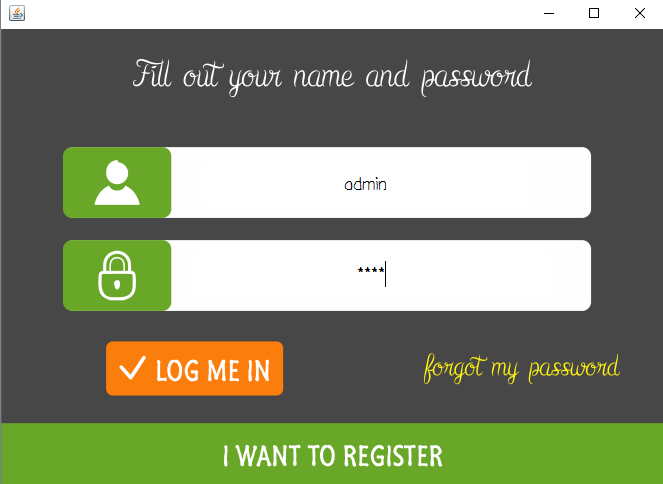 Fill out your name and password
admin
****
LOG ME IN
forgot my password
I WANT TO REGISTER